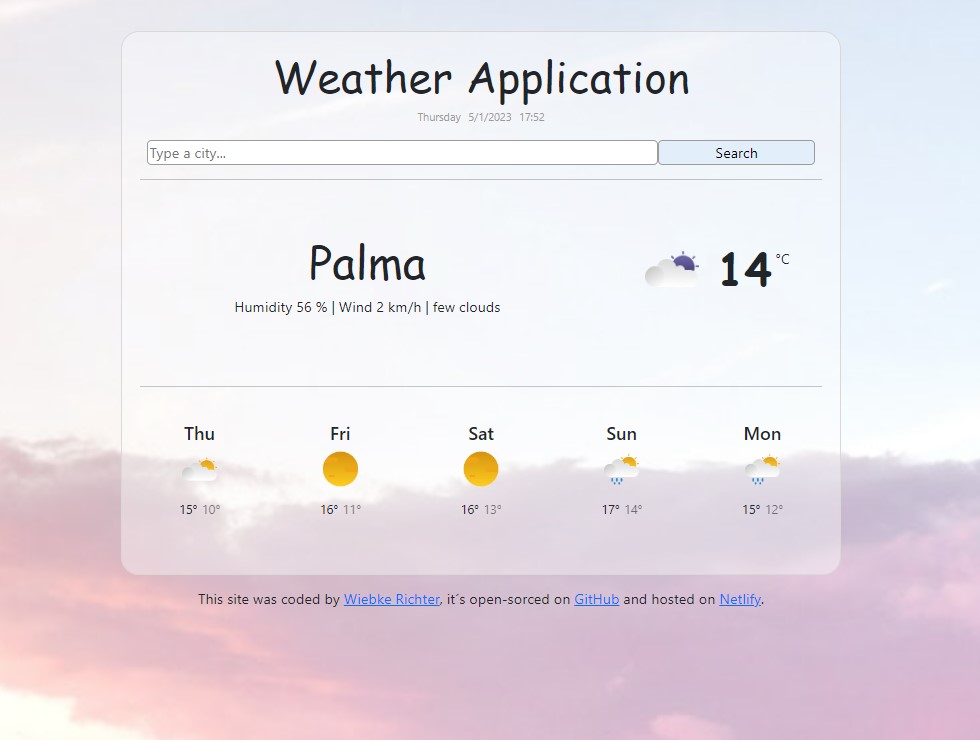 Weather Application
Thursday 5/1/2023 17:52
Type a city... Search
Palma
14 °C
Humidity 56 % | Wind 2 km/h | few clouds
Thu Fri Sat Sun Mon
15° 10° 16° 11° 16° 13° 17° 14° 15° 12°
This site was coded by Wiebke Richter, it´s open-sorced on GitHub and hosted on Netlify.